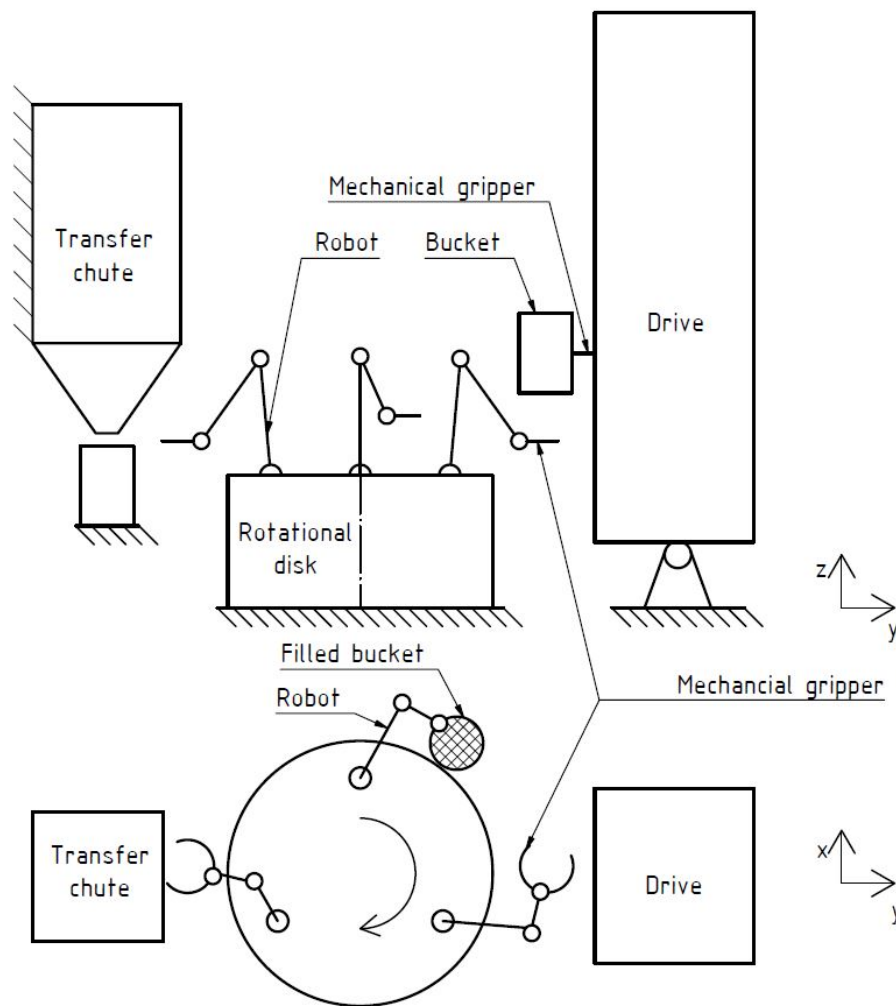 Mechanical gripper
Transfer
chute
Robot
Bucket
Drive
Rotational
disk
z
y
Filled bucket
Robot
Mechancial gripper
Transfer
chute
Drive
x
y